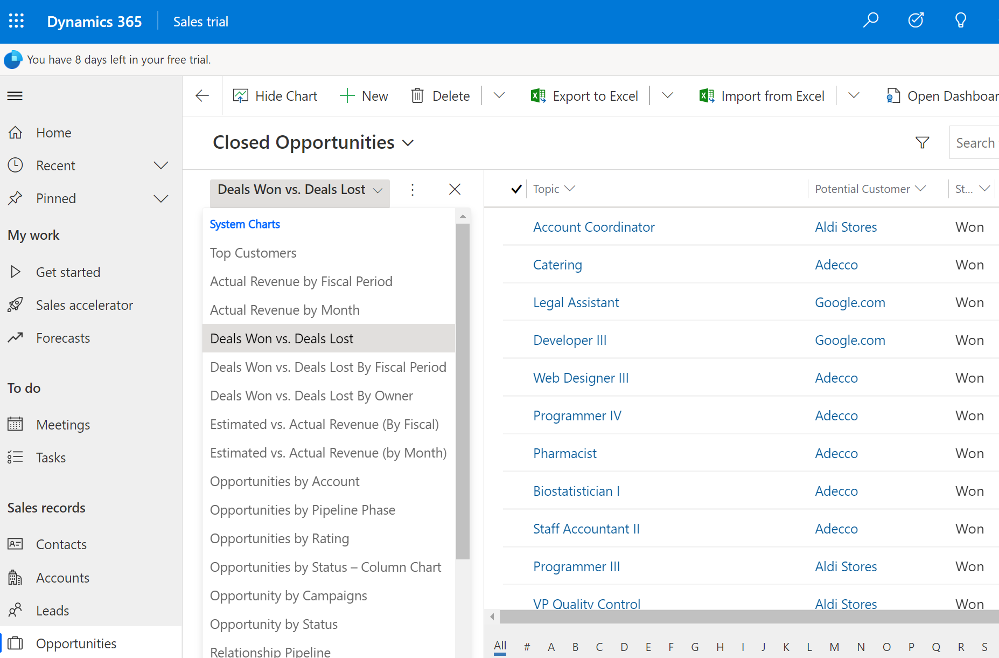 Dynamics 365 Sales trial
You have 8 days left in your free trial.
Hide Chart New Delete Export to Excel Import from Excel Open Dashboar
Home
Recent
Pinned
My work
Get started
Sales accelerator
Forecasts
To do
Meetings
Tasks
Sales records
Contacts
Accounts
Leads
Opportunities
Closed Opportunities
Search
Deals Won vs. Deals Lost
System Charts
Top Customers
Actual Revenue by Fiscal Period
Actual Revenue by Month
Deals Won vs. Deals Lost
Deals Won vs. Deals Lost By Fiscal Period
Deals Won vs. Deals Lost By Owner
Estimated vs. Actual Revenue (By Fiscal)
Estimated vs. Actual Revenue (by Month)
Opportunities by Account
Opportunities by Pipeline Phase
Opportunities by Rating
Opportunities by Status – Column Chart
Opportunity by Campaigns
Opportunity by Status
Relationship Pipeline
Topic Potential Customer St...
Account Coordinator Aldi Stores Won
Catering Adecco Won
Legal Assistant Google.com Won
Developer III Google.com Won
Web Designer III Adecco Won
Programmer IV Adecco Won
Pharmacist Adecco Won
Biostatistician I Adecco Won
Staff Accountant II Adecco Won
Programmer III Aldi Stores Won
VP Quality Control Aldi Stores Won
All # A B C D E F G H I J K L M N O P Q R S